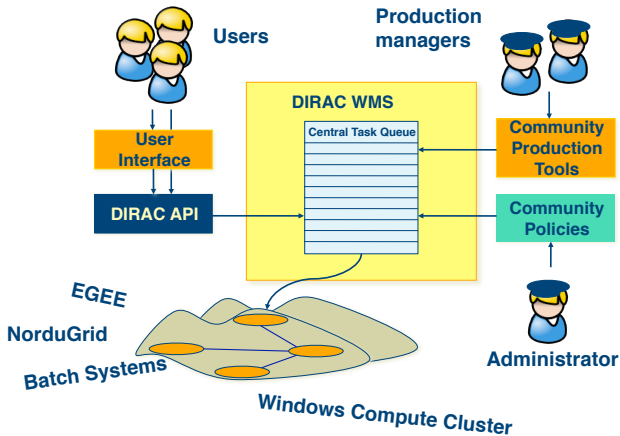 Users
Production
managers
DIRAC WMS
Central Task Queue
User
Interface
Community
Production
Tools
DIRAC API
Community
Policies
EGEE
NorduGrid
Batch Systems
Administrator
Windows Compute Cluster